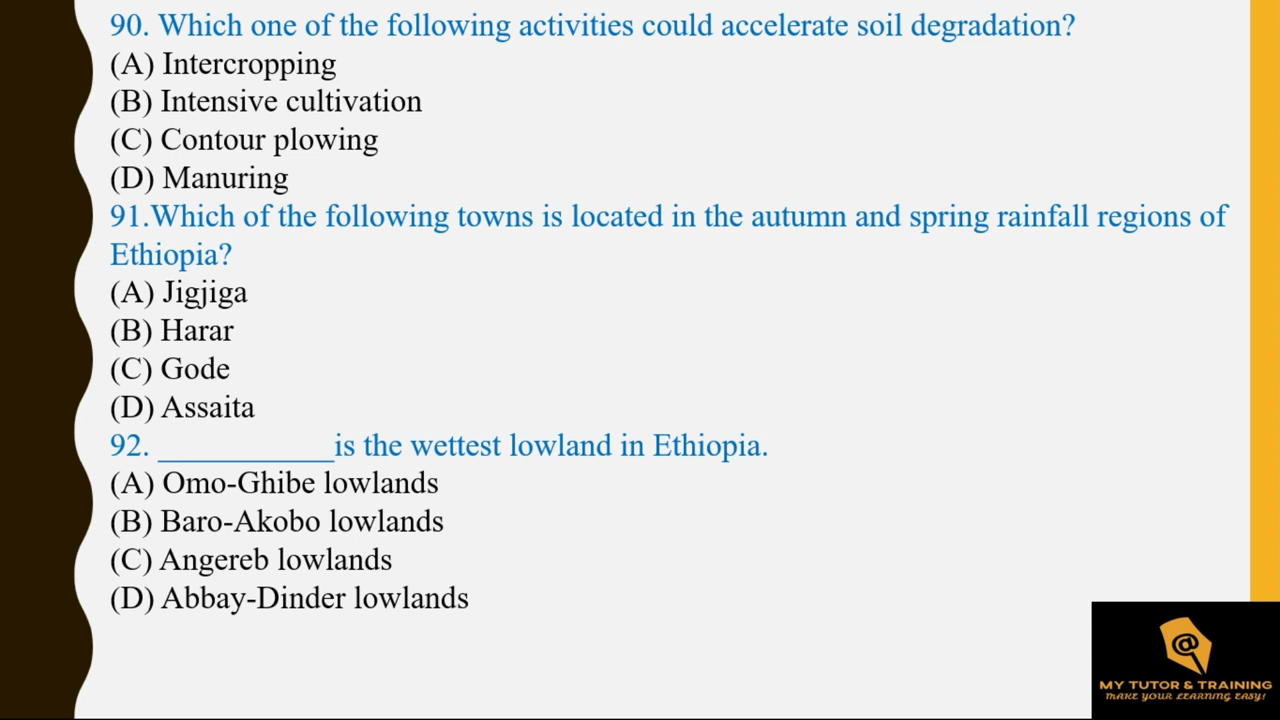 90. Which one of the following activities could accelerate soil degradation?
(A) Intercropping
(B) Intensive cultivation
(C) Contour plowing
(D) Manuring
91.Which of the following towns is located in the autumn and spring rainfall regions of
Ethiopia?
(A) Jigjiga
(B) Harar
(C) Gode
(D) Assaita
92. ___________is the wettest lowland in Ethiopia.
(A) Omo-Ghibe lowlands
(B) Baro-Akobo lowlands
(C) Angereb lowlands
(D) Abbay-Dinder lowlands
@
MY TUTOR & TRAINING
MAKE YOUR LEARNING EASY!